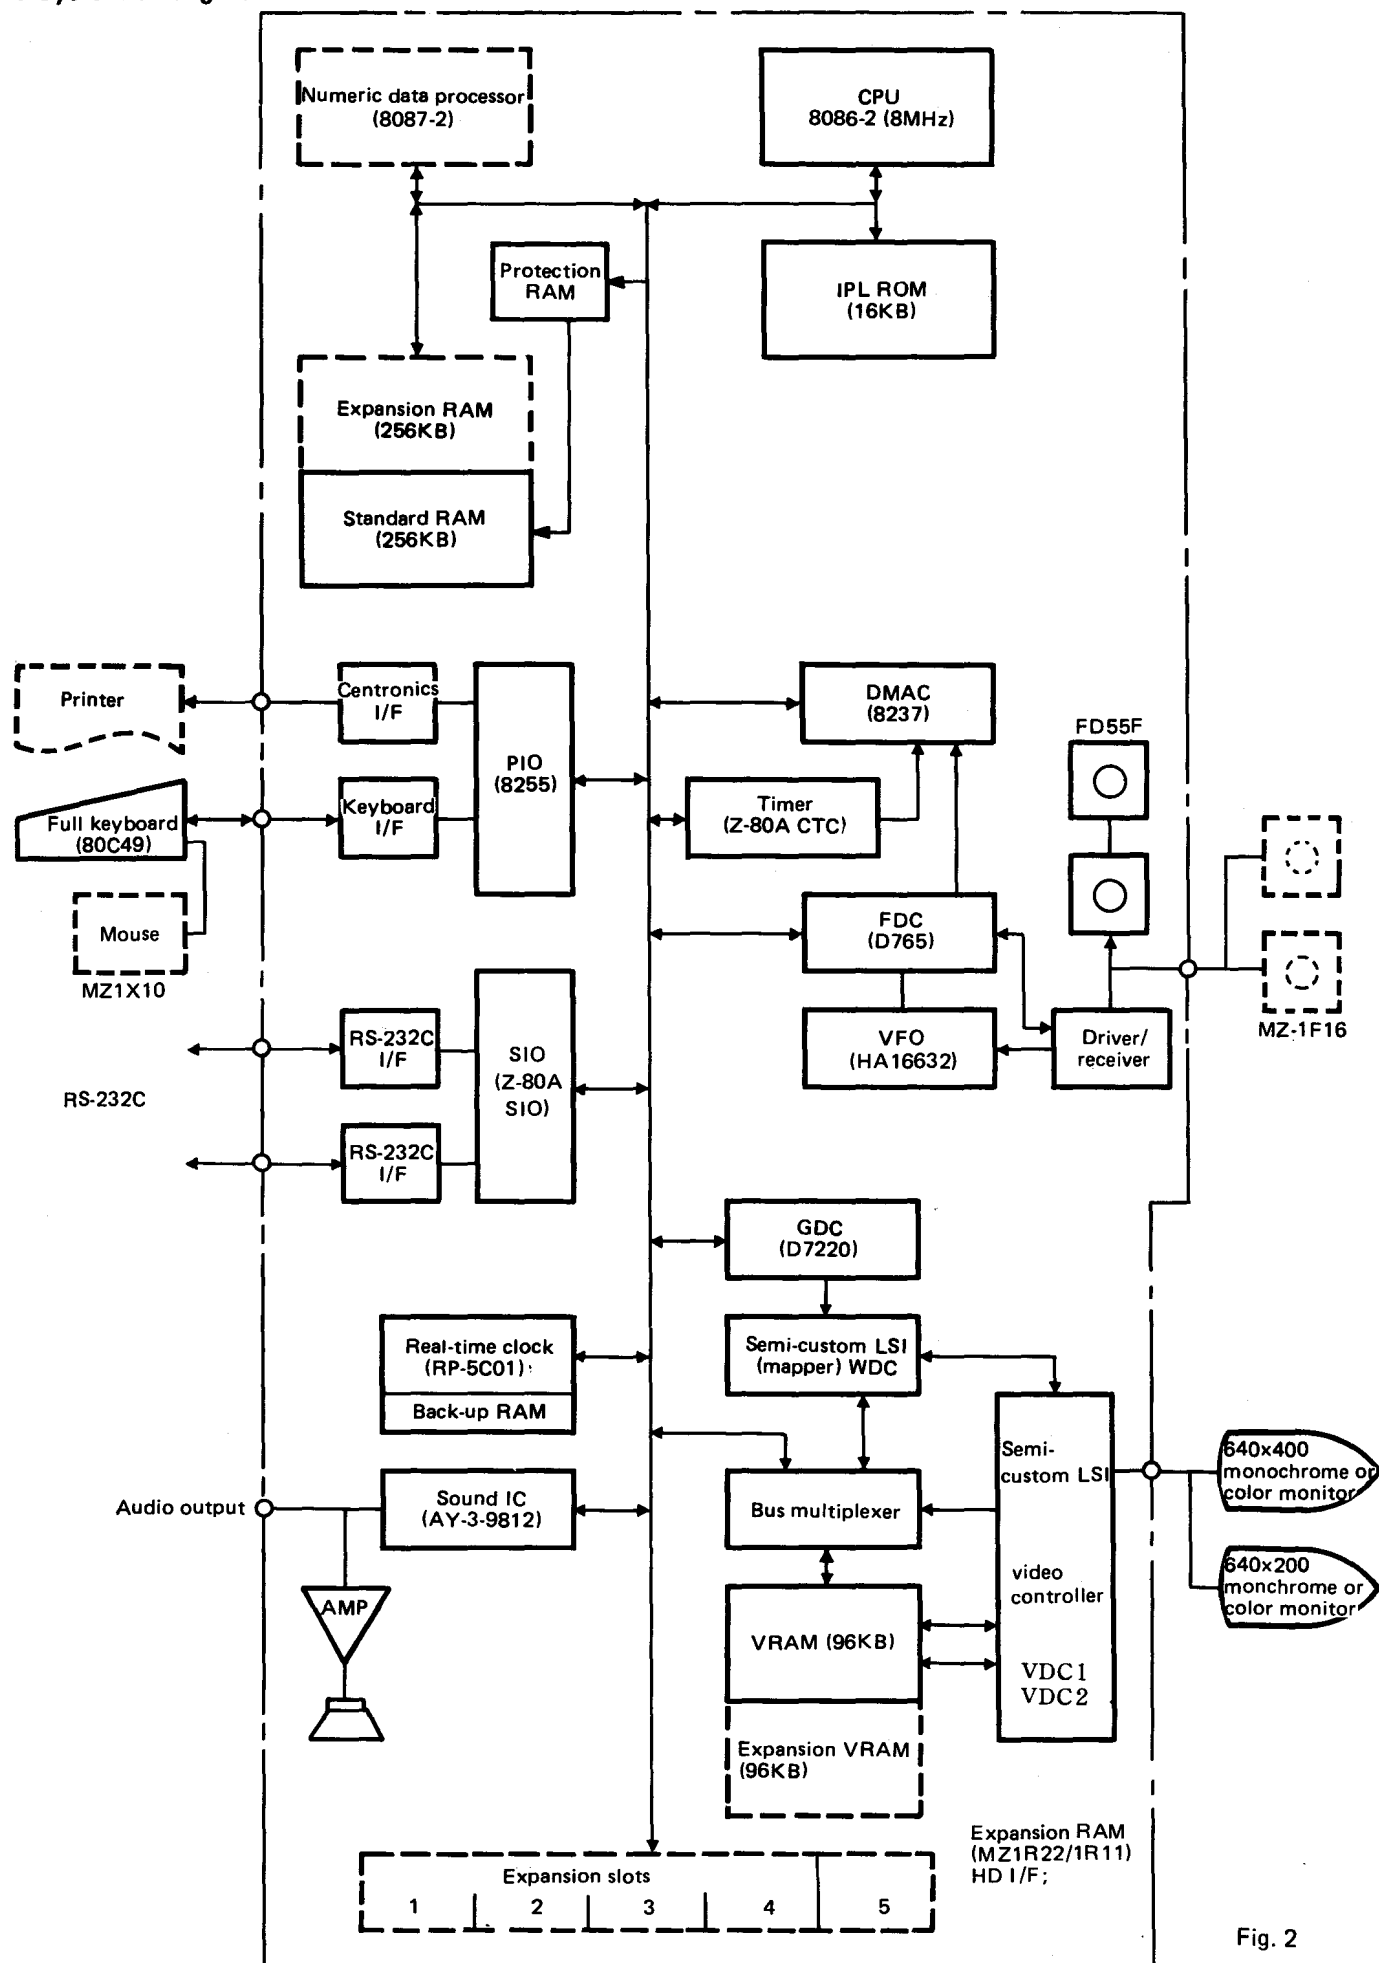 Numeric data processor
(8087-2)
CPU
8086-2 (8MHz)
Protection
RAM
IPL ROM
(16KB)
Expansion RAM
(256KB)
Standard RAM
(256KB)
Printer
Centronics
I/F
PIO
(8255)
DMAC
(8237)
FD55F
Full keyboard
(80C49)
Keyboard
I/F
Timer
(Z-80A CTC)
Mouse
MZ1X10
FDC
(D765)
MZ-1F16
RS-232C
I/F
SIO
(Z-80A
SIO)
VFO
(HA16632)
Driver/
receiver
RS-232C
RS-232C
I/F
GDC
(D7220)
Real-time clock
(RP-5C01)
Back-up RAM
Semi-custom LSI
(mapper) WDC
Semi-
custom LSI
video
controller
VDC1
VDC2
640x400
monochrome or
color monitor
Audio output
Sound IC
(AY-3-9812)
Bus multiplexer
640x200
monchrome or
color monitor
AMP
VRAM (96KB)
Expansion VRAM
(96KB)
Expansion RAM
(MZ1R22/1R11)
HD I/F;
Expansion slots
1 2 3 4 5
Fig. 2